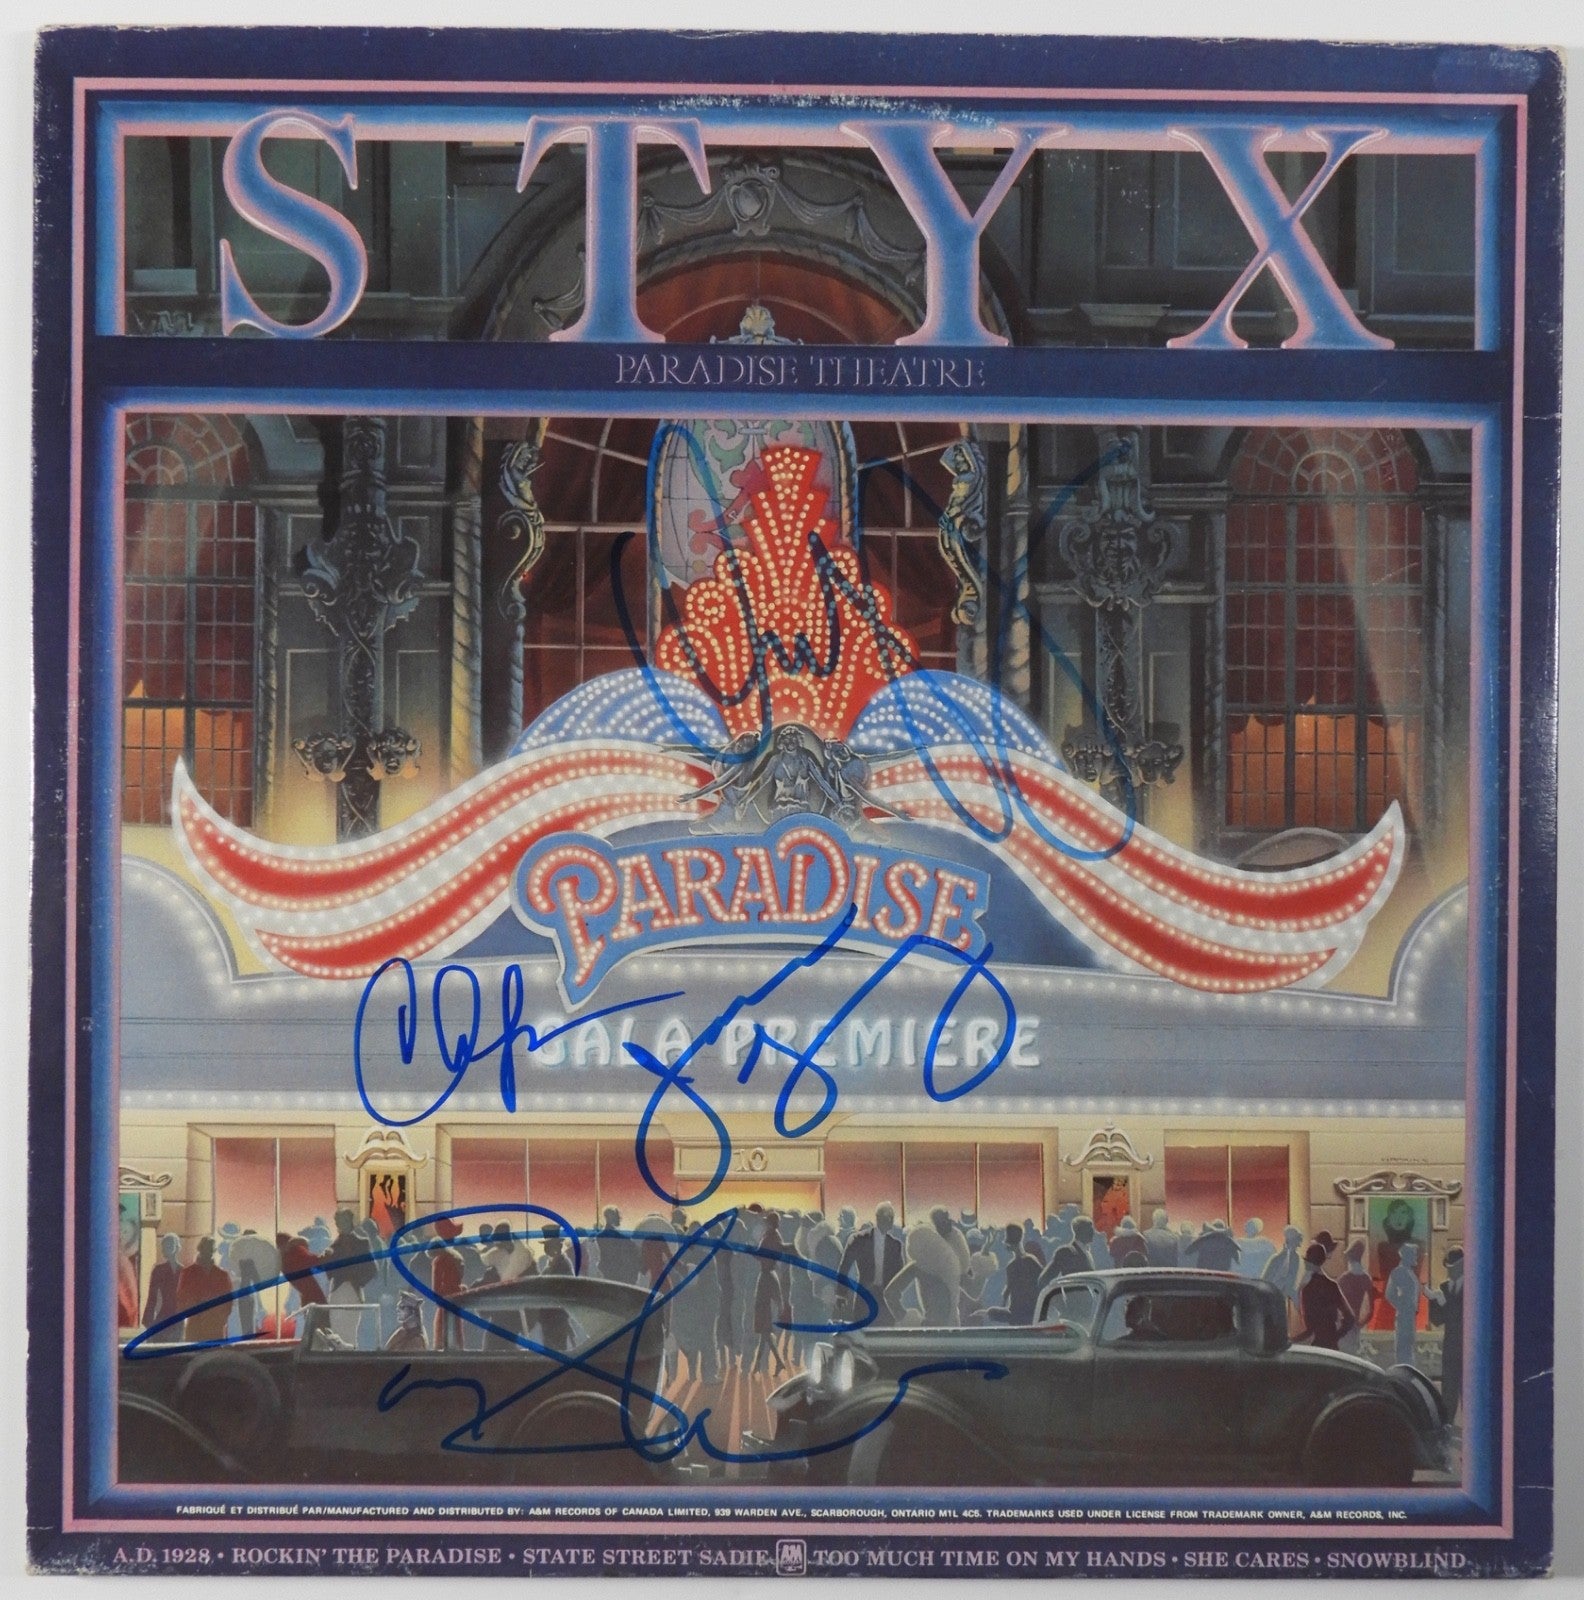 STYX
PARADISE THEATRE
PARADISE
GALA PREMIERE
10
FABRIQUÉ ET DISTRIBUÉ PAR/MANUFACTURED AND DISTRIBUTED BY: A&M RECORDS OF CANADA LIMITED, 939 WARDEN AVE., SCARBOROUGH, ONTARIO M1L 4C5. TRADEMARKS USED UNDER LICENSE FROM TRADEMARK OWNER, A&M RECORDS, INC.
A.D. 1928 • ROCKIN' THE PARADISE • STATE STREET SADIE A&M TOO MUCH TIME ON MY HANDS • SHE CARES • SNOWBLIND